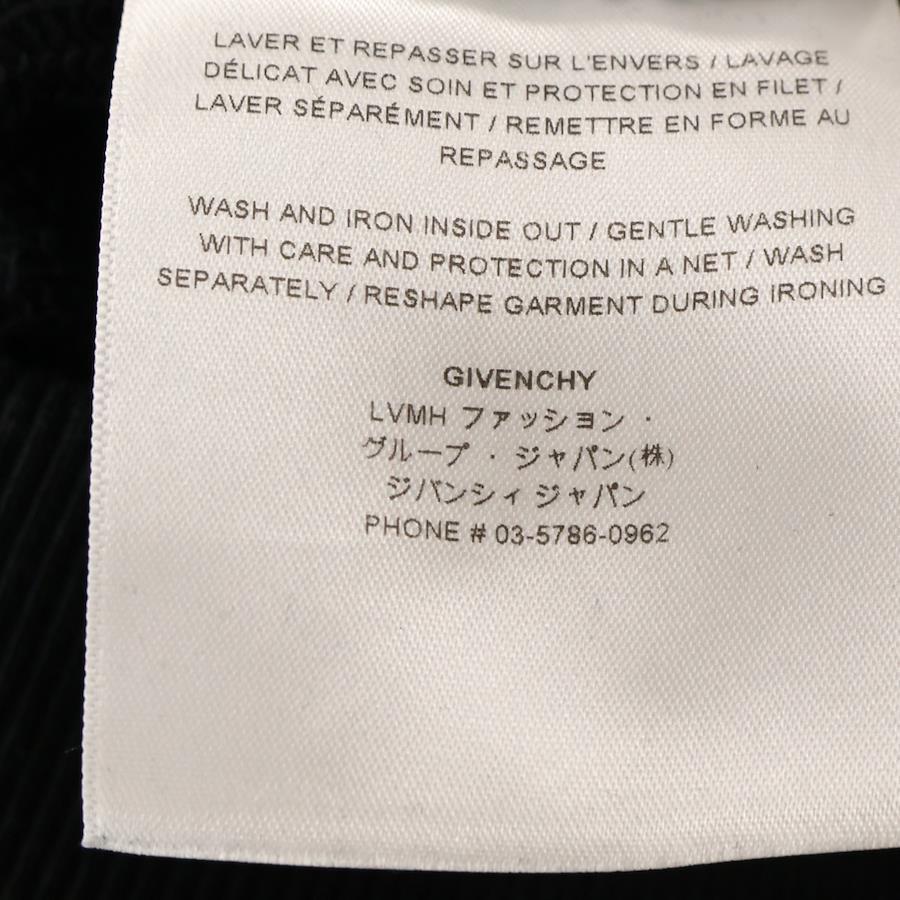 LAVER ET REPASSER SUR L'ENVERS / LAVAGE
DÉLICAT AVEC SOIN ET PROTECTION EN FILET /
LAVER SÉPARÉMENT / REMETTRE EN FORME AU
REPASSAGE
WASH AND IRON INSIDE OUT / GENTLE WASHING
WITH CARE AND PROTECTION IN A NET / WASH
SEPARATELY / RESHAPE GARMENT DURING IRONING
GIVENCHY
LVMH ファッション ・
グループ ・ ジャパン(株)
ジバンシィ ジャパン
PHONE # 03-5786-0962